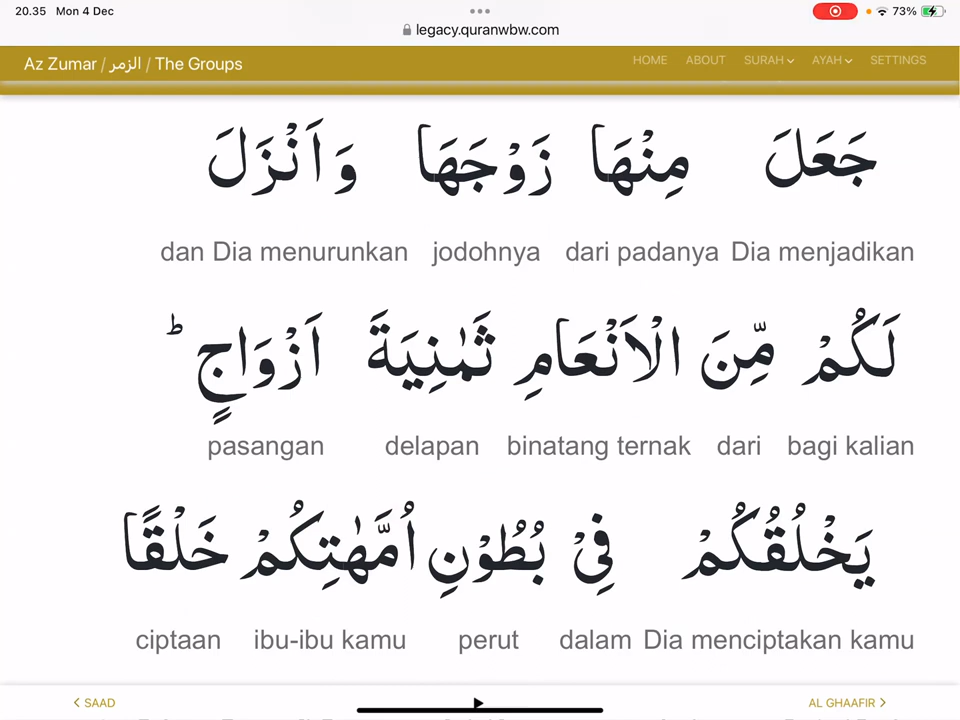 20.35 Mon 4 Dec 73%
legacy.quranwbw.com
Az Zumar / الزمر / The Groups HOME ABOUT SURAH AYAH SETTINGS
جَعَلَ مِنْهَا زَوْجَهَا وَاَنْزَلَ
dan Dia menurunkan jodohnya dari padanya Dia menjadikan
لَكُمْ مِّنَ الْاَنْعَامِ ثَمٰنِيَةَ اَزْوَاجٍ ؕ
pasangan delapan binatang ternak dari bagi kalian
يَخْلُقُكُمْ فِيْ بُطُوْنِ اُمَّهٰتِكُمْ خَلْقًا
ciptaan ibu-ibu kamu perut dalam Dia menciptakan kamu
SAAD AL GHAAFIR